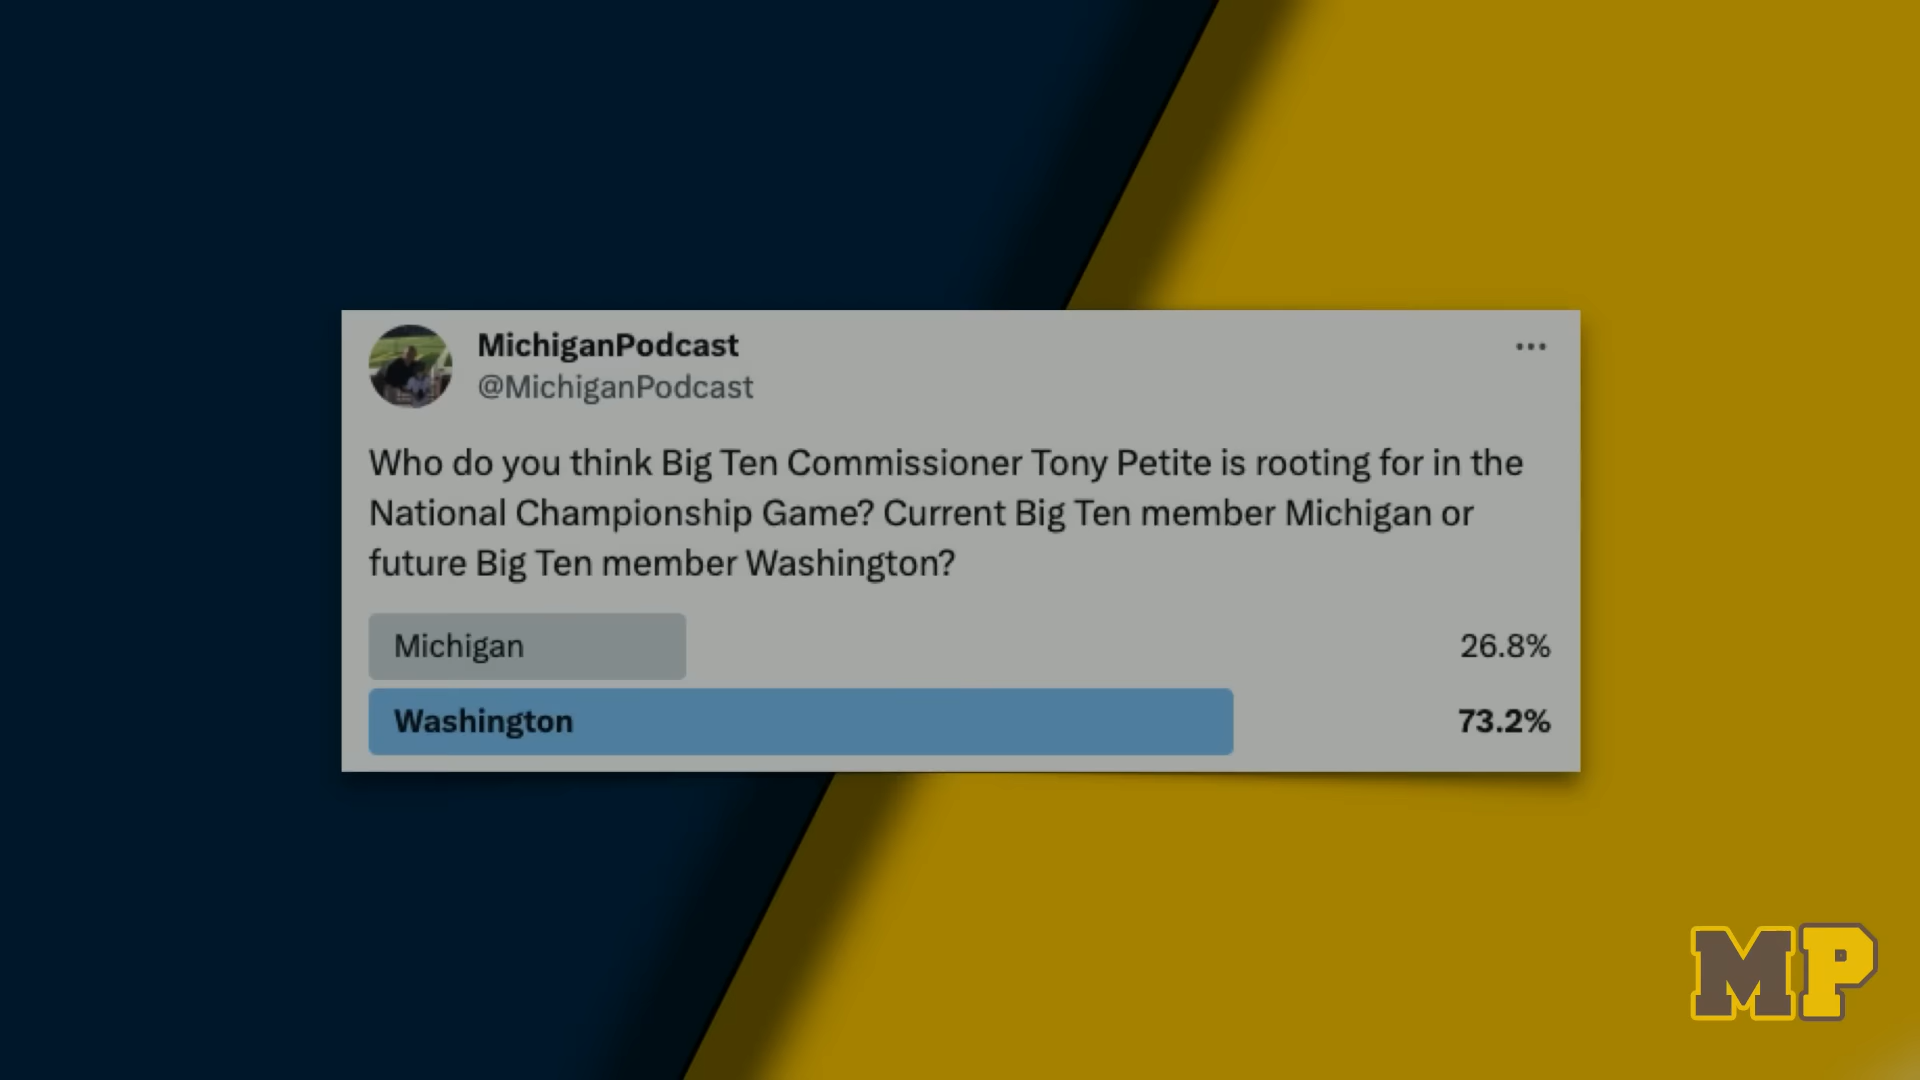 MichiganPodcast
@MichiganPodcast
Who do you think Big Ten Commissioner Tony Petite is rooting for in the
National Championship Game? Current Big Ten member Michigan or
future Big Ten member Washington?
Michigan 26.8%
Washington 73.2%
MP